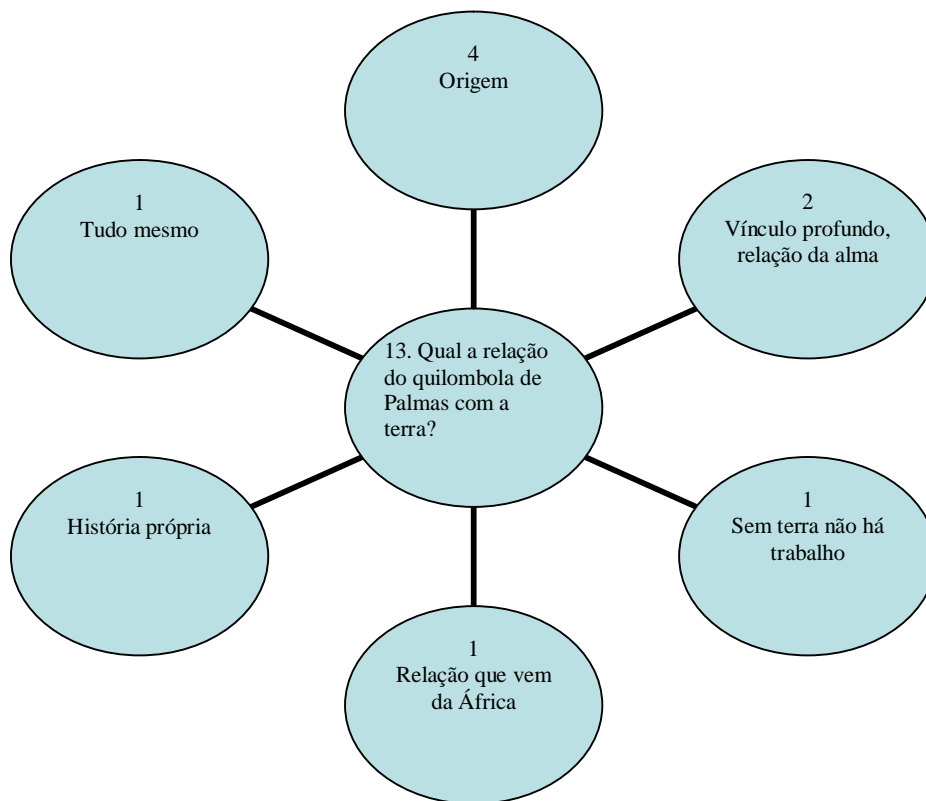 4
Origem
1
Tudo mesmo
2
Vínculo profundo,
relação da alma
13. Qual a relação
do quilombola de
Palmas com a
terra?
1
História própria
1
Sem terra não há
trabalho
1
Relação que vem
da África